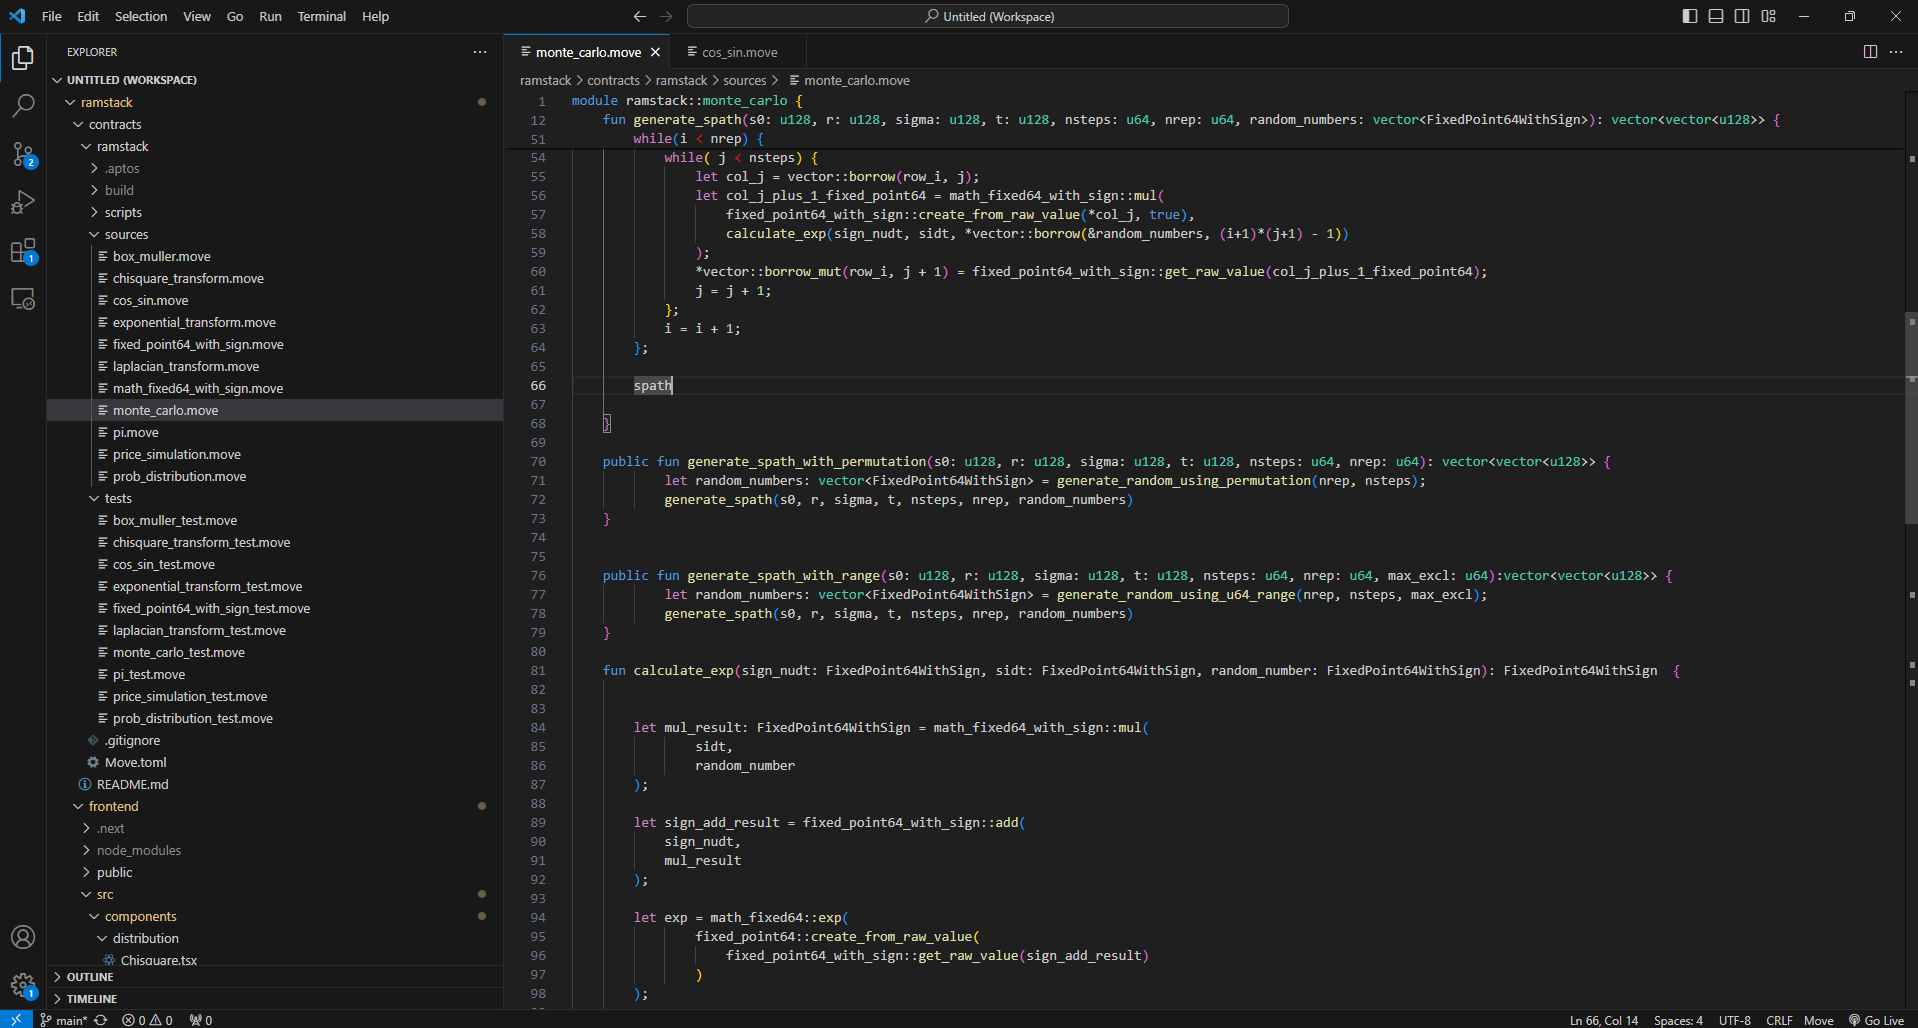 File Edit Selection View Go Run Terminal Help
Untitled (Workspace)
EXPLORER
UNTITLED (WORKSPACE)
ramstack
contracts
ramstack
.aptos
build
scripts
sources
box_muller.move
chisquare_transform.move
cos_sin.move
exponential_transform.move
fixed_point64_with_sign.move
laplacian_transform.move
math_fixed64_with_sign.move
monte_carlo.move
pi.move
price_simulation.move
prob_distribution.move
tests
box_muller_test.move
chisquare_transform_test.move
cos_sin_test.move
exponential_transform_test.move
fixed_point64_with_sign_test.move
laplacian_transform_test.move
monte_carlo_test.move
pi_test.move
price_simulation_test.move
prob_distribution_test.move
.gitignore
Move.toml
README.md
frontend
.next
node_modules
public
src
components
distribution
Chisquare.tsx
OUTLINE
TIMELINE
2
1
1
monte_carlo.move cos_sin.move
ramstack > contracts > ramstack > sources > monte_carlo.move
1 module ramstack::monte_carlo {
12 fun generate_spath(s0: u128, r: u128, sigma: u128, t: u128, nsteps: u64, nrep: u64, random_numbers: vector<FixedPoint64WithSign>): vector<vector<u128>> {
51 while(i < nrep) {
54 while( j < nsteps) {
55 let col_j = vector::borrow(row_i, j);
56 let col_j_plus_1_fixed_point64 = math_fixed64_with_sign::mul(
57 fixed_point64_with_sign::create_from_raw_value(*col_j, true),
58 calculate_exp(sign_nudt, sidt, *vector::borrow(&random_numbers, (i+1)*(j+1) - 1))
59 );
60 *vector::borrow_mut(row_i, j + 1) = fixed_point64_with_sign::get_raw_value(col_j_plus_1_fixed_point64);
61 j = j + 1;
62 };
63 i = i + 1;
64 };
65
66 spath
67
68 }
69
70 public fun generate_spath_with_permutation(s0: u128, r: u128, sigma: u128, t: u128, nsteps: u64, nrep: u64): vector<vector<u128>> {
71 let random_numbers: vector<FixedPoint64WithSign> = generate_random_using_permutation(nrep, nsteps);
72 generate_spath(s0, r, sigma, t, nsteps, nrep, random_numbers)
73 }
74
75
76 public fun generate_spath_with_range(s0: u128, r: u128, sigma: u128, t: u128, nsteps: u64, nrep: u64, max_excl: u64):vector<vector<u128>> {
77 let random_numbers: vector<FixedPoint64WithSign> = generate_random_using_u64_range(nrep, nsteps, max_excl);
78 generate_spath(s0, r, sigma, t, nsteps, nrep, random_numbers)
79 }
80
81 fun calculate_exp(sign_nudt: FixedPoint64WithSign, sidt: FixedPoint64WithSign, random_number: FixedPoint64WithSign): FixedPoint64WithSign {
82
83
84 let mul_result: FixedPoint64WithSign = math_fixed64_with_sign::mul(
85 sidt,
86 random_number
87 );
88
89 let sign_add_result = fixed_point64_with_sign::add(
90 sign_nudt,
91 mul_result
92 );
93
94 let exp = math_fixed64::exp(
95 fixed_point64::create_from_raw_value(
96 fixed_point64_with_sign::get_raw_value(sign_add_result)
97 )
98 );
main* 0 0 0 Ln 66, Col 14 Spaces: 4 UTF-8 CRLF Move Go Live